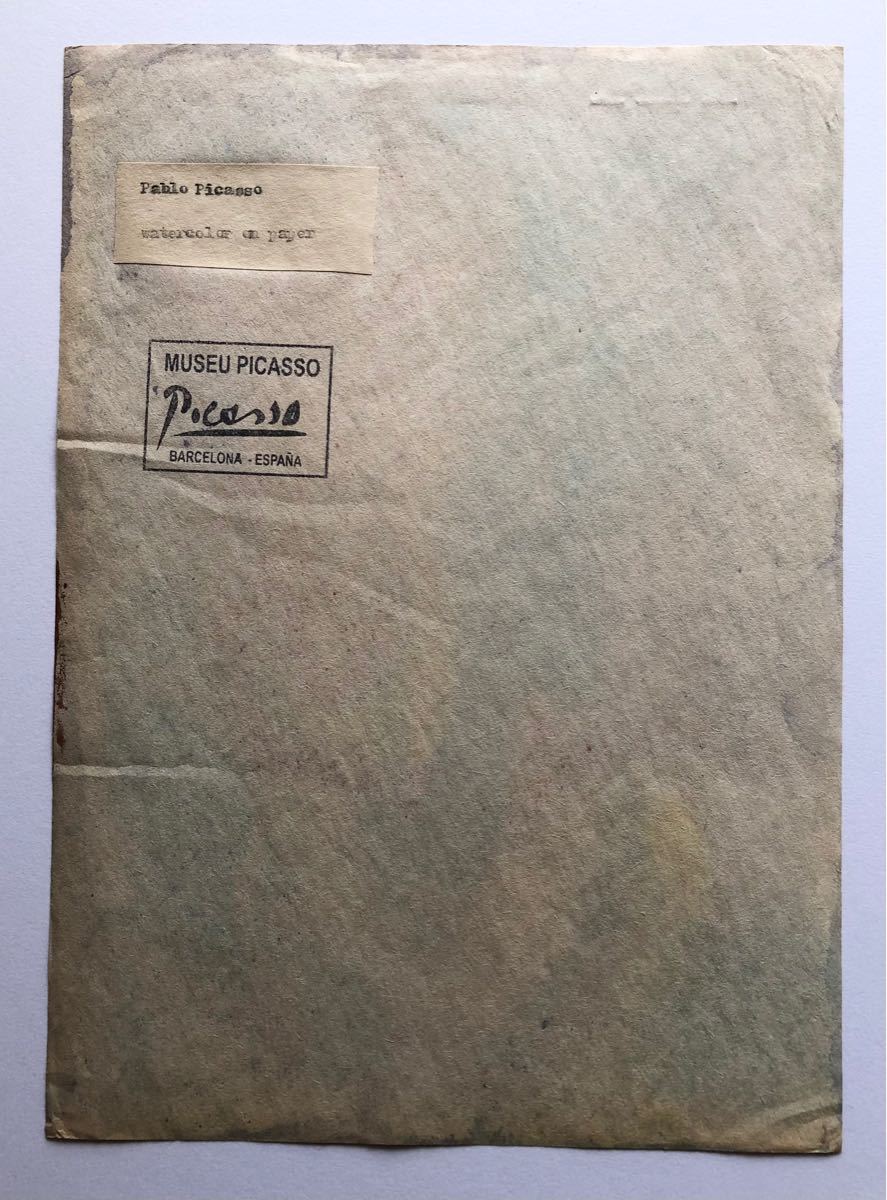 Pablo Picasso
watercolor on paper
MUSEU PICASSO
Picasso
BARCELONA - ESPAÑA